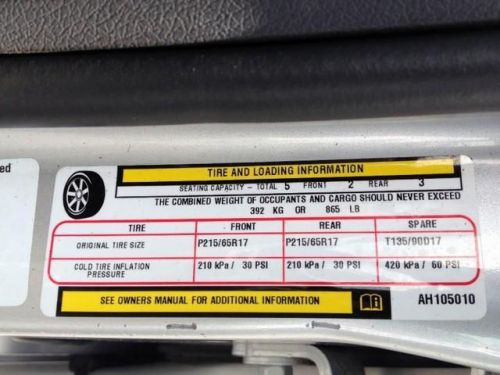 ed
TIRE AND LOADING INFORMATION
SEATING CAPACITY - TOTAL 5 FRONT 2 REAR 3
THE COMBINED WEIGHT OF OCCUPANTS AND CARGO SHOULD NEVER EXCEED
392 KG OR 865 LB
TIRE FRONT REAR SPARE
ORIGINAL TIRE SIZE P215/65R17 P215/65R17 T135/90D17
COLD TIRE INFLATION PRESSURE 210 kPa / 30 PSI 210 kPa / 30 PSI 420 kPa / 60 PSI
SEE OWNERS MANUAL FOR ADDITIONAL INFORMATION AH105010